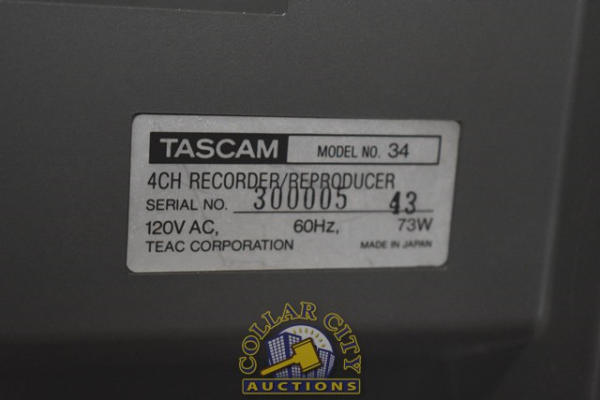 TASCAM MODEL NO. 34
4CH RECORDER/REPRODUCER
SERIAL NO. 300005 43
120V AC, 60Hz, 73W
TEAC CORPORATION MADE IN JAPAN
COLLAR CITY
AUCTIONS